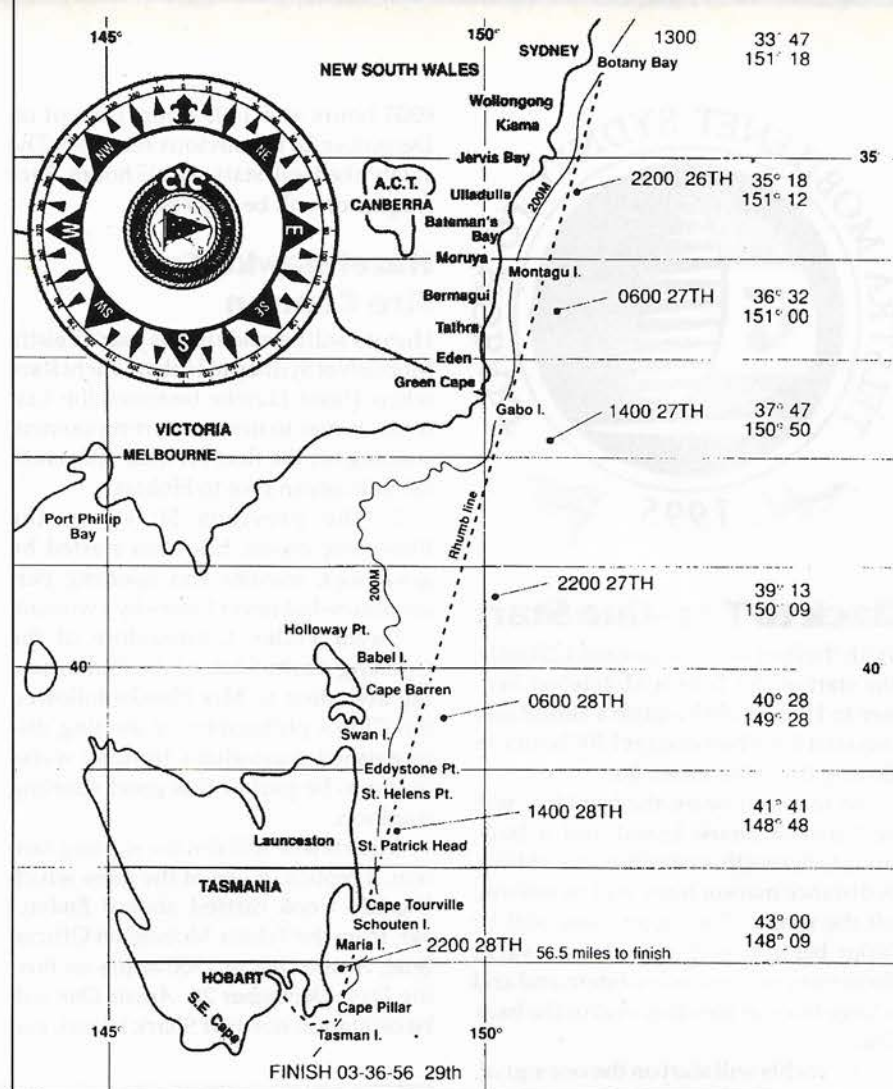 145°
150°
SYDNEY
1300
33° 47
151° 18
Botany Bay
NEW SOUTH WALES
Wollongong
Kiama
Jervis Bay
35°
A.C.T.
CANBERRA
Ulladulla
200M
2200 26TH
35° 18
151° 12
Bateman's
Bay
Moruya
Montagu I.
Bermagui
0600 27TH
36° 32
151° 00
Tathra
Eden
Green Cape
Gabo I.
1400 27TH
37° 47
150° 50
NW
NE
W
E
SW
SE
S
CYC
VICTORIA
MELBOURNE
Port Phillip
Bay
Rhumb line
200M
2200 27TH
39° 13
150° 09
Holloway Pt.
Babel I.
40°
Cape Barren
0600 28TH
40° 28
149° 28
Swan I.
Eddystone Pt.
St. Helens Pt.
1400 28TH
41° 41
148° 48
Launceston
St. Patrick Head
TASMANIA
Cape Tourville
Schouten I.
Maria I.
2200 28TH
43° 00
148° 09
56.5 miles to finish
HOBART
S.E. Cape
Cape Pillar
Tasman I.
145°
150°
FINISH 03-36-56 29th